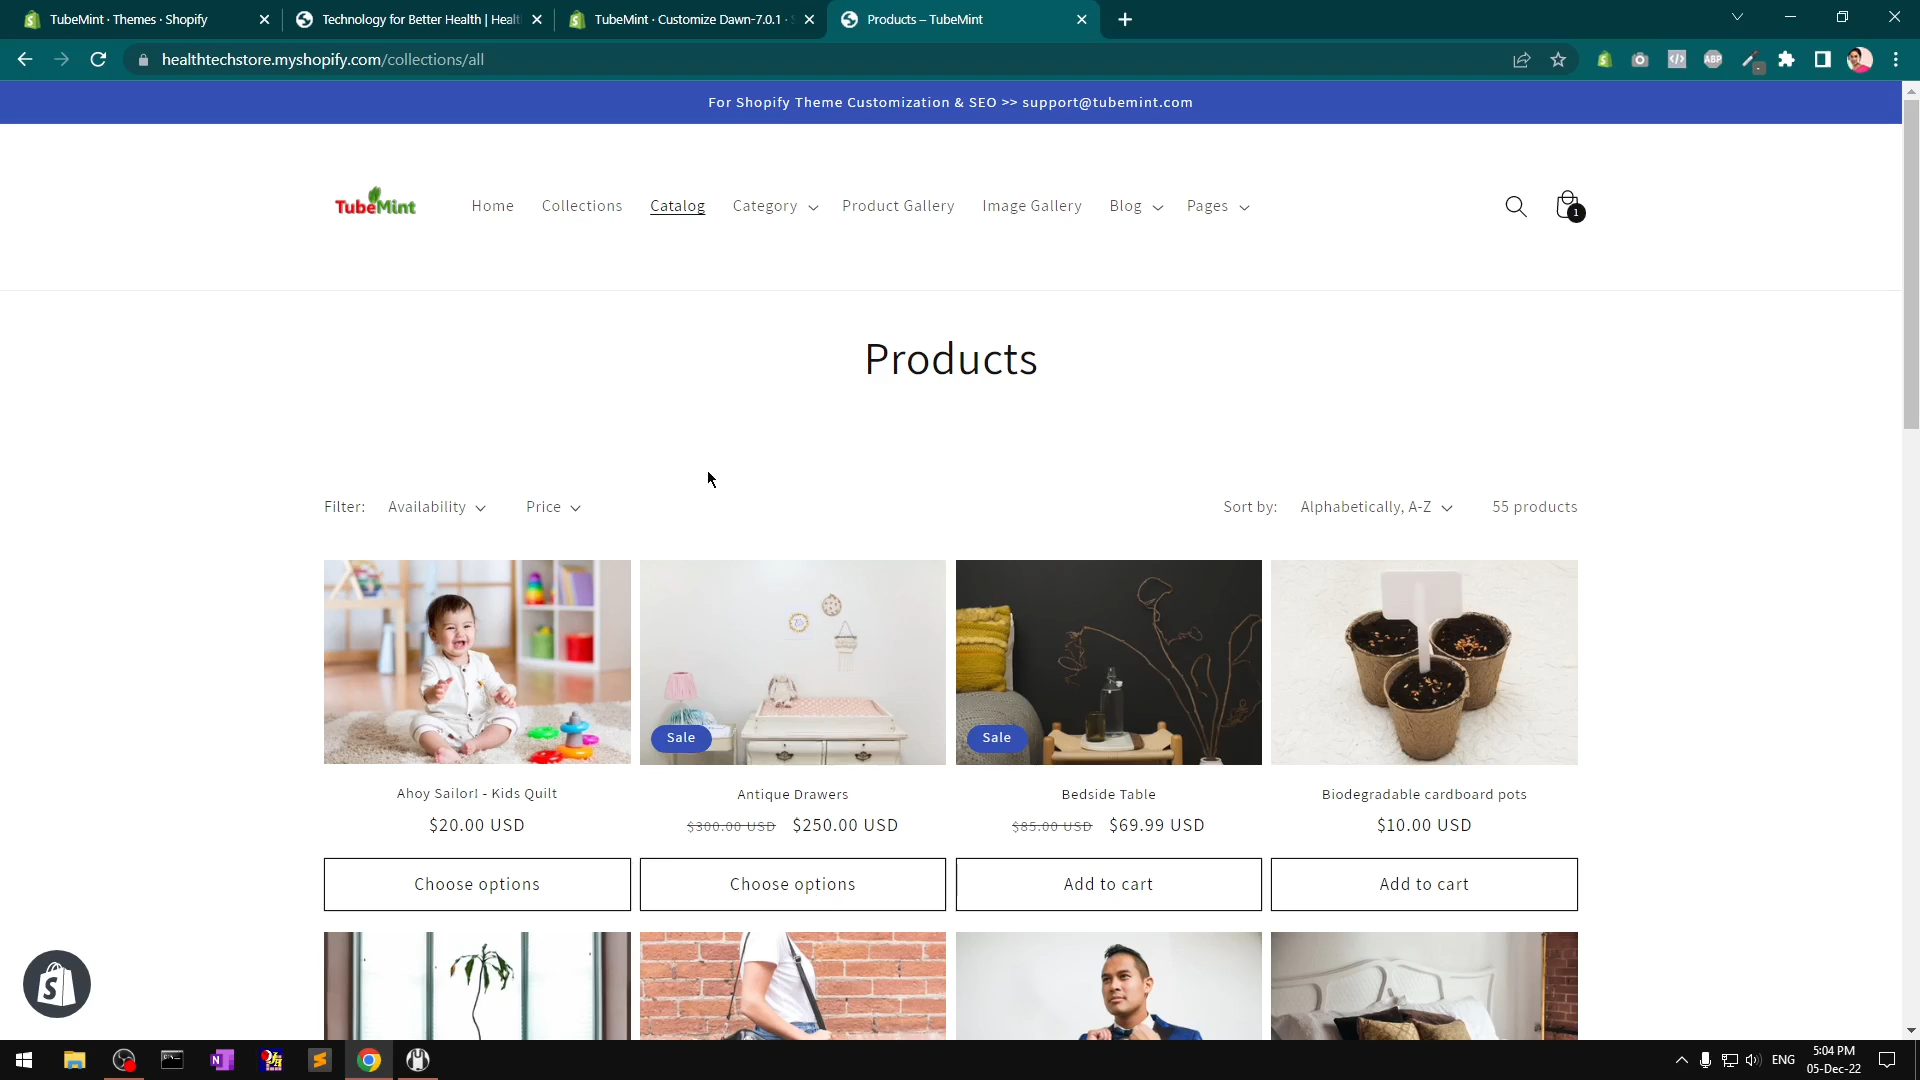 TubeMint · Themes · Shopify
Technology for Better Health | Healt
TubeMint · Customize Dawn-7.0.1 ·
Products – TubeMint
healthtechstore.myshopify.com/collections/all
ABP
For Shopify Theme Customization & SEO >> support@tubemint.com
TubeMint
Home
Collections
Catalog
Category
Product Gallery
Image Gallery
Blog
Pages
1
Products
Filter:
Availability
Price
Sort by:
Alphabetically, A-Z
55 products
Sale
Sale
Ahoy Sailor! - Kids Quilt
Antique Drawers
Bedside Table
Biodegradable cardboard pots
$20.00 USD
$300.00 USD $250.00 USD
$85.00 USD $69.99 USD
$10.00 USD
Choose options
Choose options
Add to cart
Add to cart
ENG
5:04 PM
05-Dec-22